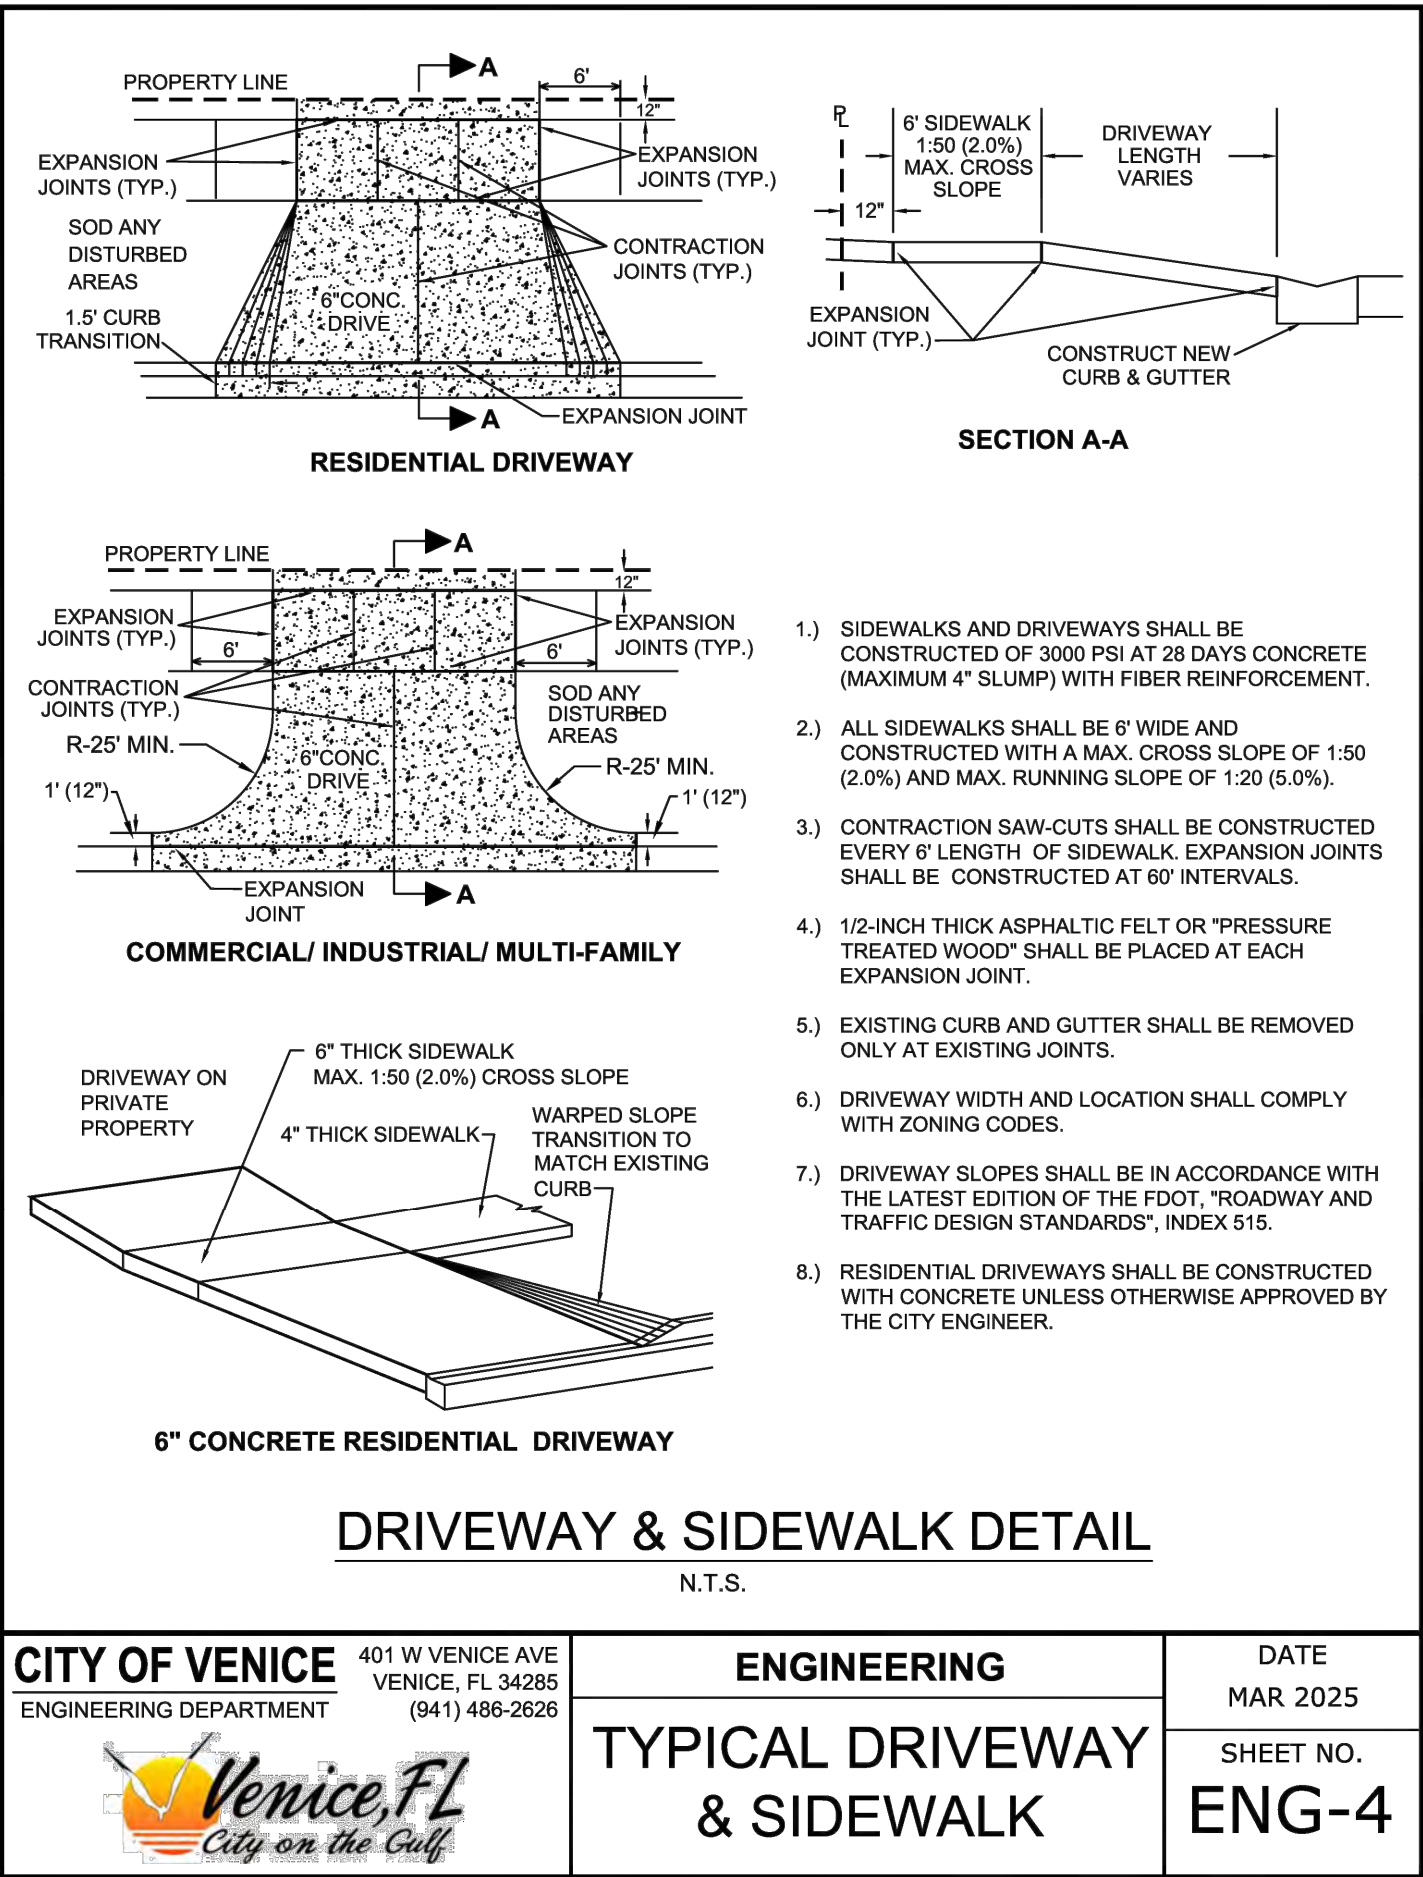 PROPERTY LINE
A
6'
12"
EXPANSION
JOINTS (TYP.)
EXPANSION
JOINTS (TYP.)
SOD ANY
DISTURBED
AREAS
CONTRACTION
JOINTS (TYP.)
6"CONC.
DRIVE
1.5' CURB
TRANSITION
A
EXPANSION JOINT
RESIDENTIAL DRIVEWAY
PL
6' SIDEWALK
1:50 (2.0%)
MAX. CROSS
SLOPE
DRIVEWAY
LENGTH
VARIES
12"
EXPANSION
JOINT (TYP.)
CONSTRUCT NEW
CURB & GUTTER
SECTION A-A
PROPERTY LINE
A
12"
EXPANSION
JOINTS (TYP.)
EXPANSION
JOINTS (TYP.)
6'
6'
CONTRACTION
JOINTS (TYP.)
SOD ANY
DISTURBED
AREAS
R-25' MIN.
6"CONC.
DRIVE
R-25' MIN.
1' (12")
1' (12")
EXPANSION
JOINT
A
COMMERCIAL/ INDUSTRIAL/ MULTI-FAMILY
6" THICK SIDEWALK
MAX. 1:50 (2.0%) CROSS SLOPE
DRIVEWAY ON
PRIVATE
PROPERTY
4" THICK SIDEWALK
WARPED SLOPE
TRANSITION TO
MATCH EXISTING
CURB
6" CONCRETE RESIDENTIAL DRIVEWAY
1.) SIDEWALKS AND DRIVEWAYS SHALL BE
CONSTRUCTED OF 3000 PSI AT 28 DAYS CONCRETE
(MAXIMUM 4" SLUMP) WITH FIBER REINFORCEMENT.
2.) ALL SIDEWALKS SHALL BE 6' WIDE AND
CONSTRUCTED WITH A MAX. CROSS SLOPE OF 1:50
(2.0%) AND MAX. RUNNING SLOPE OF 1:20 (5.0%).
3.) CONTRACTION SAW-CUTS SHALL BE CONSTRUCTED
EVERY 6' LENGTH OF SIDEWALK. EXPANSION JOINTS
SHALL BE CONSTRUCTED AT 60' INTERVALS.
4.) 1/2-INCH THICK ASPHALTIC FELT OR "PRESSURE
TREATED WOOD" SHALL BE PLACED AT EACH
EXPANSION JOINT.
5.) EXISTING CURB AND GUTTER SHALL BE REMOVED
ONLY AT EXISTING JOINTS.
6.) DRIVEWAY WIDTH AND LOCATION SHALL COMPLY
WITH ZONING CODES.
7.) DRIVEWAY SLOPES SHALL BE IN ACCORDANCE WITH
THE LATEST EDITION OF THE FDOT, "ROADWAY AND
TRAFFIC DESIGN STANDARDS", INDEX 515.
8.) RESIDENTIAL DRIVEWAYS SHALL BE CONSTRUCTED
WITH CONCRETE UNLESS OTHERWISE APPROVED BY
THE CITY ENGINEER.
DRIVEWAY & SIDEWALK DETAIL
N.T.S.
CITY OF VENICE
ENGINEERING DEPARTMENT
401 W VENICE AVE
VENICE, FL 34285
(941) 486-2626
Venice, FL
City on the Gulf
ENGINEERING
TYPICAL DRIVEWAY
& SIDEWALK
DATE
MAR 2025
SHEET NO.
ENG-4